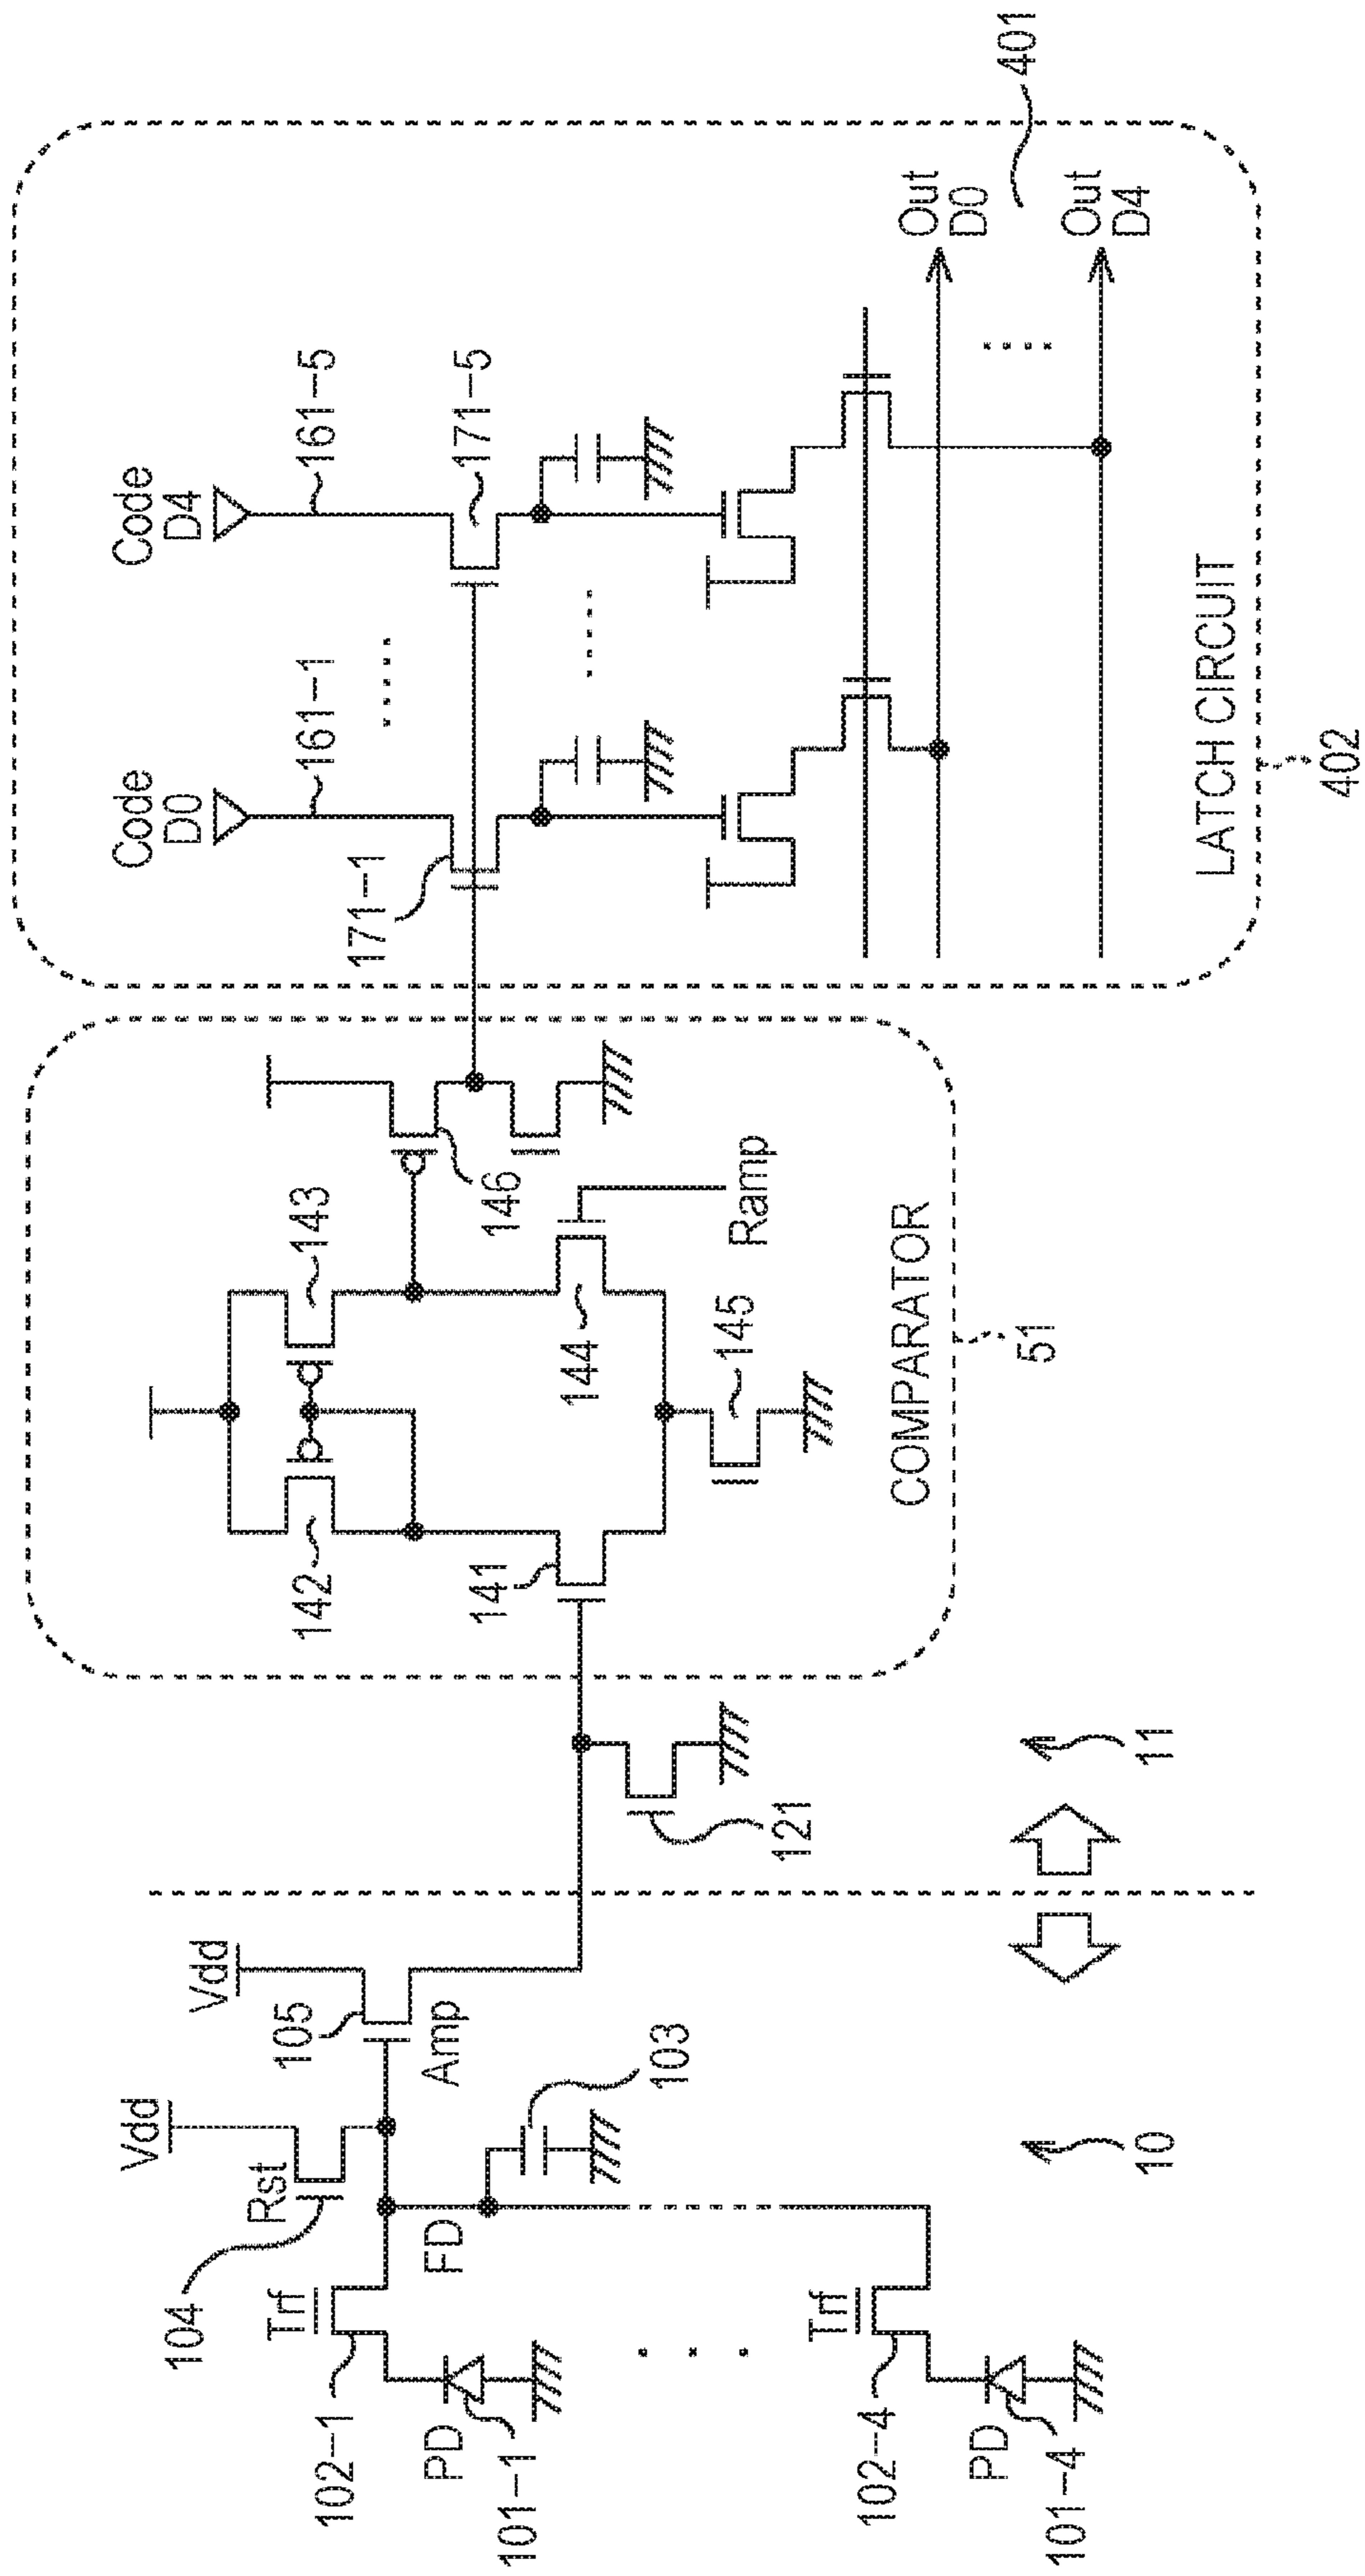 Vdd
Vdd
104
Rst
105
Trf
102-1
Amp
FD
PD
101-1
103
Trf
102-4
PD
101-4
10
11
121
142
143
141
146
144
Ramp
145
COMPARATOR
51
Code
D0
Code
D4
161-1
161-5
171-1
171-5
Out
D0
401
Out
D4
LATCH CIRCUIT
402